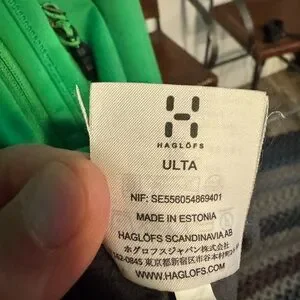 HAGLÖFS
ULTA
NIF: SE556054869401
MADE IN ESTONIA
HAGLÖFS SCANDINAVIA AB
ホグロフスジャパン株式会社
162-0845 東京都新宿区市谷本村町
WWW.HAGLOFS.COM